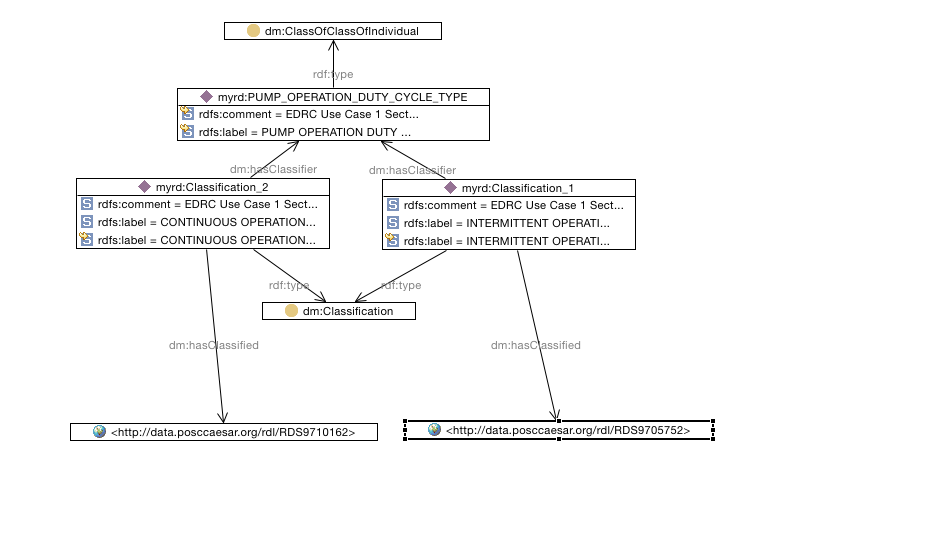 dm:ClassOfClassOfIndividual
rdf:type
myrd:PUMP_OPERATION_DUTY_CYCLE_TYPE
rdfs:comment = EDRC Use Case 1 Sect...
rdfs:label = PUMP OPERATION DUTY ...
dm:hasClassifier
dm:hasClassifier
myrd:Classification_2
rdfs:comment = EDRC Use Case 1 Sect...
rdfs:label = CONTINUOUS OPERATION...
rdfs:label = CONTINUOUS OPERATION...
myrd:Classification_1
rdfs:comment = EDRC Use Case 1 Sect...
rdfs:label = INTERMITTENT OPERATI...
rdfs:label = INTERMITTENT OPERATI...
rdf:type
rdf:type
dm:Classification
dm:hasClassified
dm:hasClassified
<http://data.posccaesar.org/rdl/RDS9710162>
<http://data.posccaesar.org/rdl/RDS9705752>